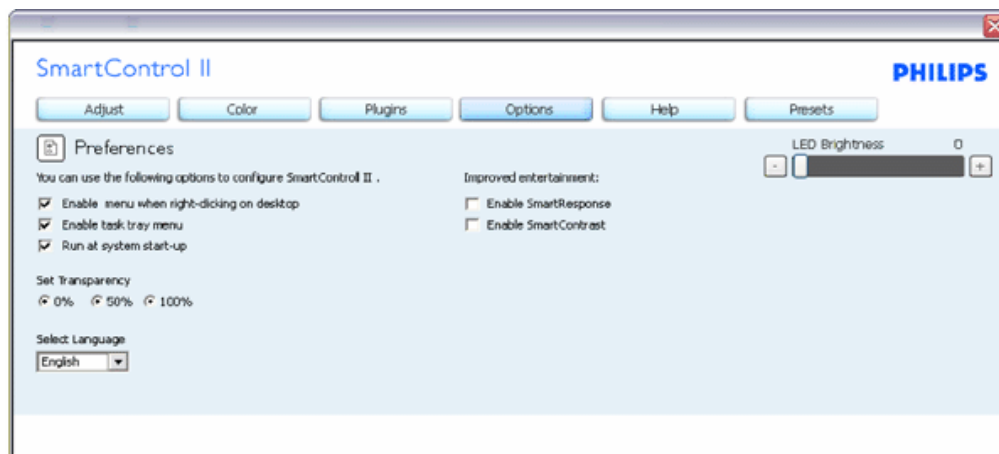 SmartControl II
PHILIPS
Adjust Color Plugins Options Help Presets
Preferences
LED Brightness 0
- +
You can use the following options to configure SmartControl II .
Enable menu when right-clicking on desktop
Enable task tray menu
Run at system start-up
Improved entertainment:
Enable SmartResponse
Enable SmartContrast
Set Transparency
0% 50% 100%
Select Language
English